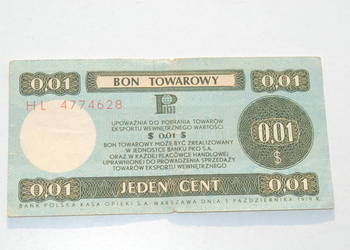 0,01 BON TOWAROWY 0,01
HL 4774628
UPOWAŻNIA DO POBRANIA TOWARÓW
EKSPORTU WEWNĘTRZNEGO WARTOŚCI
$ 0,01 $
BON TOWAROWY MOŻE BYĆ ZREALIZOWANY
W JEDNOSTCE BANKU PKO S.A.
ORAZ W KAŻDEJ PLACÓWCE HANDLOWEJ
UPRAWNIONEJ DO PROWADZENIA SPRZEDAŻY
TOWARÓW EKSPORTU WEWNĘTRZNEGO
0,01
$
0,01 JEDEN CENT 0,01
BANK POLSKA KASA OPIEKI S.A. WARSZAWA DNIA 1 PAŹDZIERNIKA 1979 R.